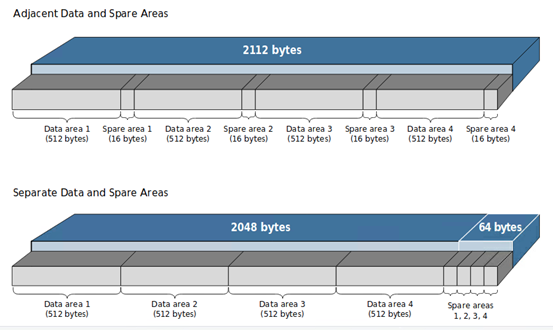 Adjacent Data and Spare Areas
2112 bytes
Data area 1 Spare area 1 Data area 2 Spare area 2 Data area 3 Spare area 3 Data area 4 Spare area 4
(512 bytes) (16 bytes) (512 bytes) (16 bytes) (512 bytes) (16 bytes) (512 bytes) (16 bytes)
Separate Data and Spare Areas
2048 bytes 64 bytes
Data area 1 Data area 2 Data area 3 Data area 4 Spare areas
(512 bytes) (512 bytes) (512 bytes) (512 bytes) 1, 2, 3, 4